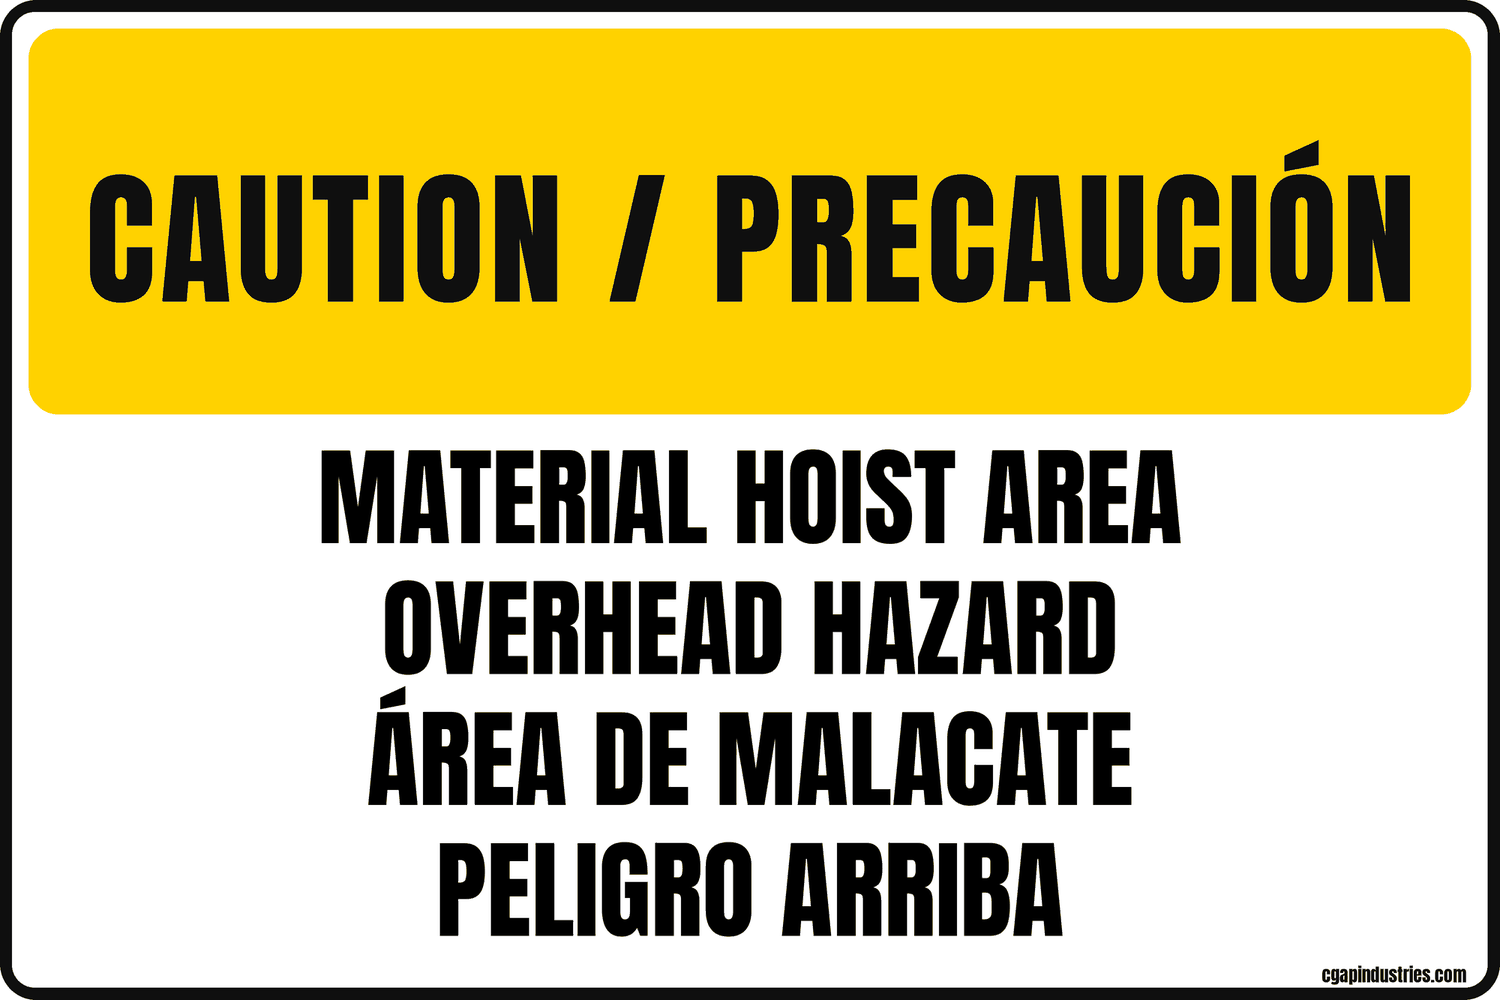 CAUTION / PRECAUCIÓN
MATERIAL HOIST AREA
OVERHEAD HAZARD
ÁREA DE MALACATE
PELIGRO ARRIBA
cgapindustries.com